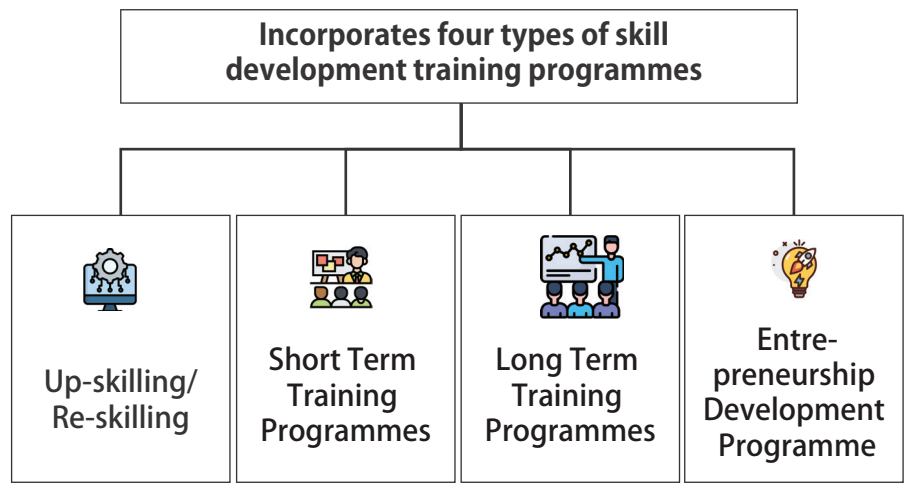 Incorporates four types of skill
development training programmes
Up-skilling/
Re-skilling
Short Term
Training
Programmes
Long Term
Training
Programmes
Entre-
preneurship
Development
Programme